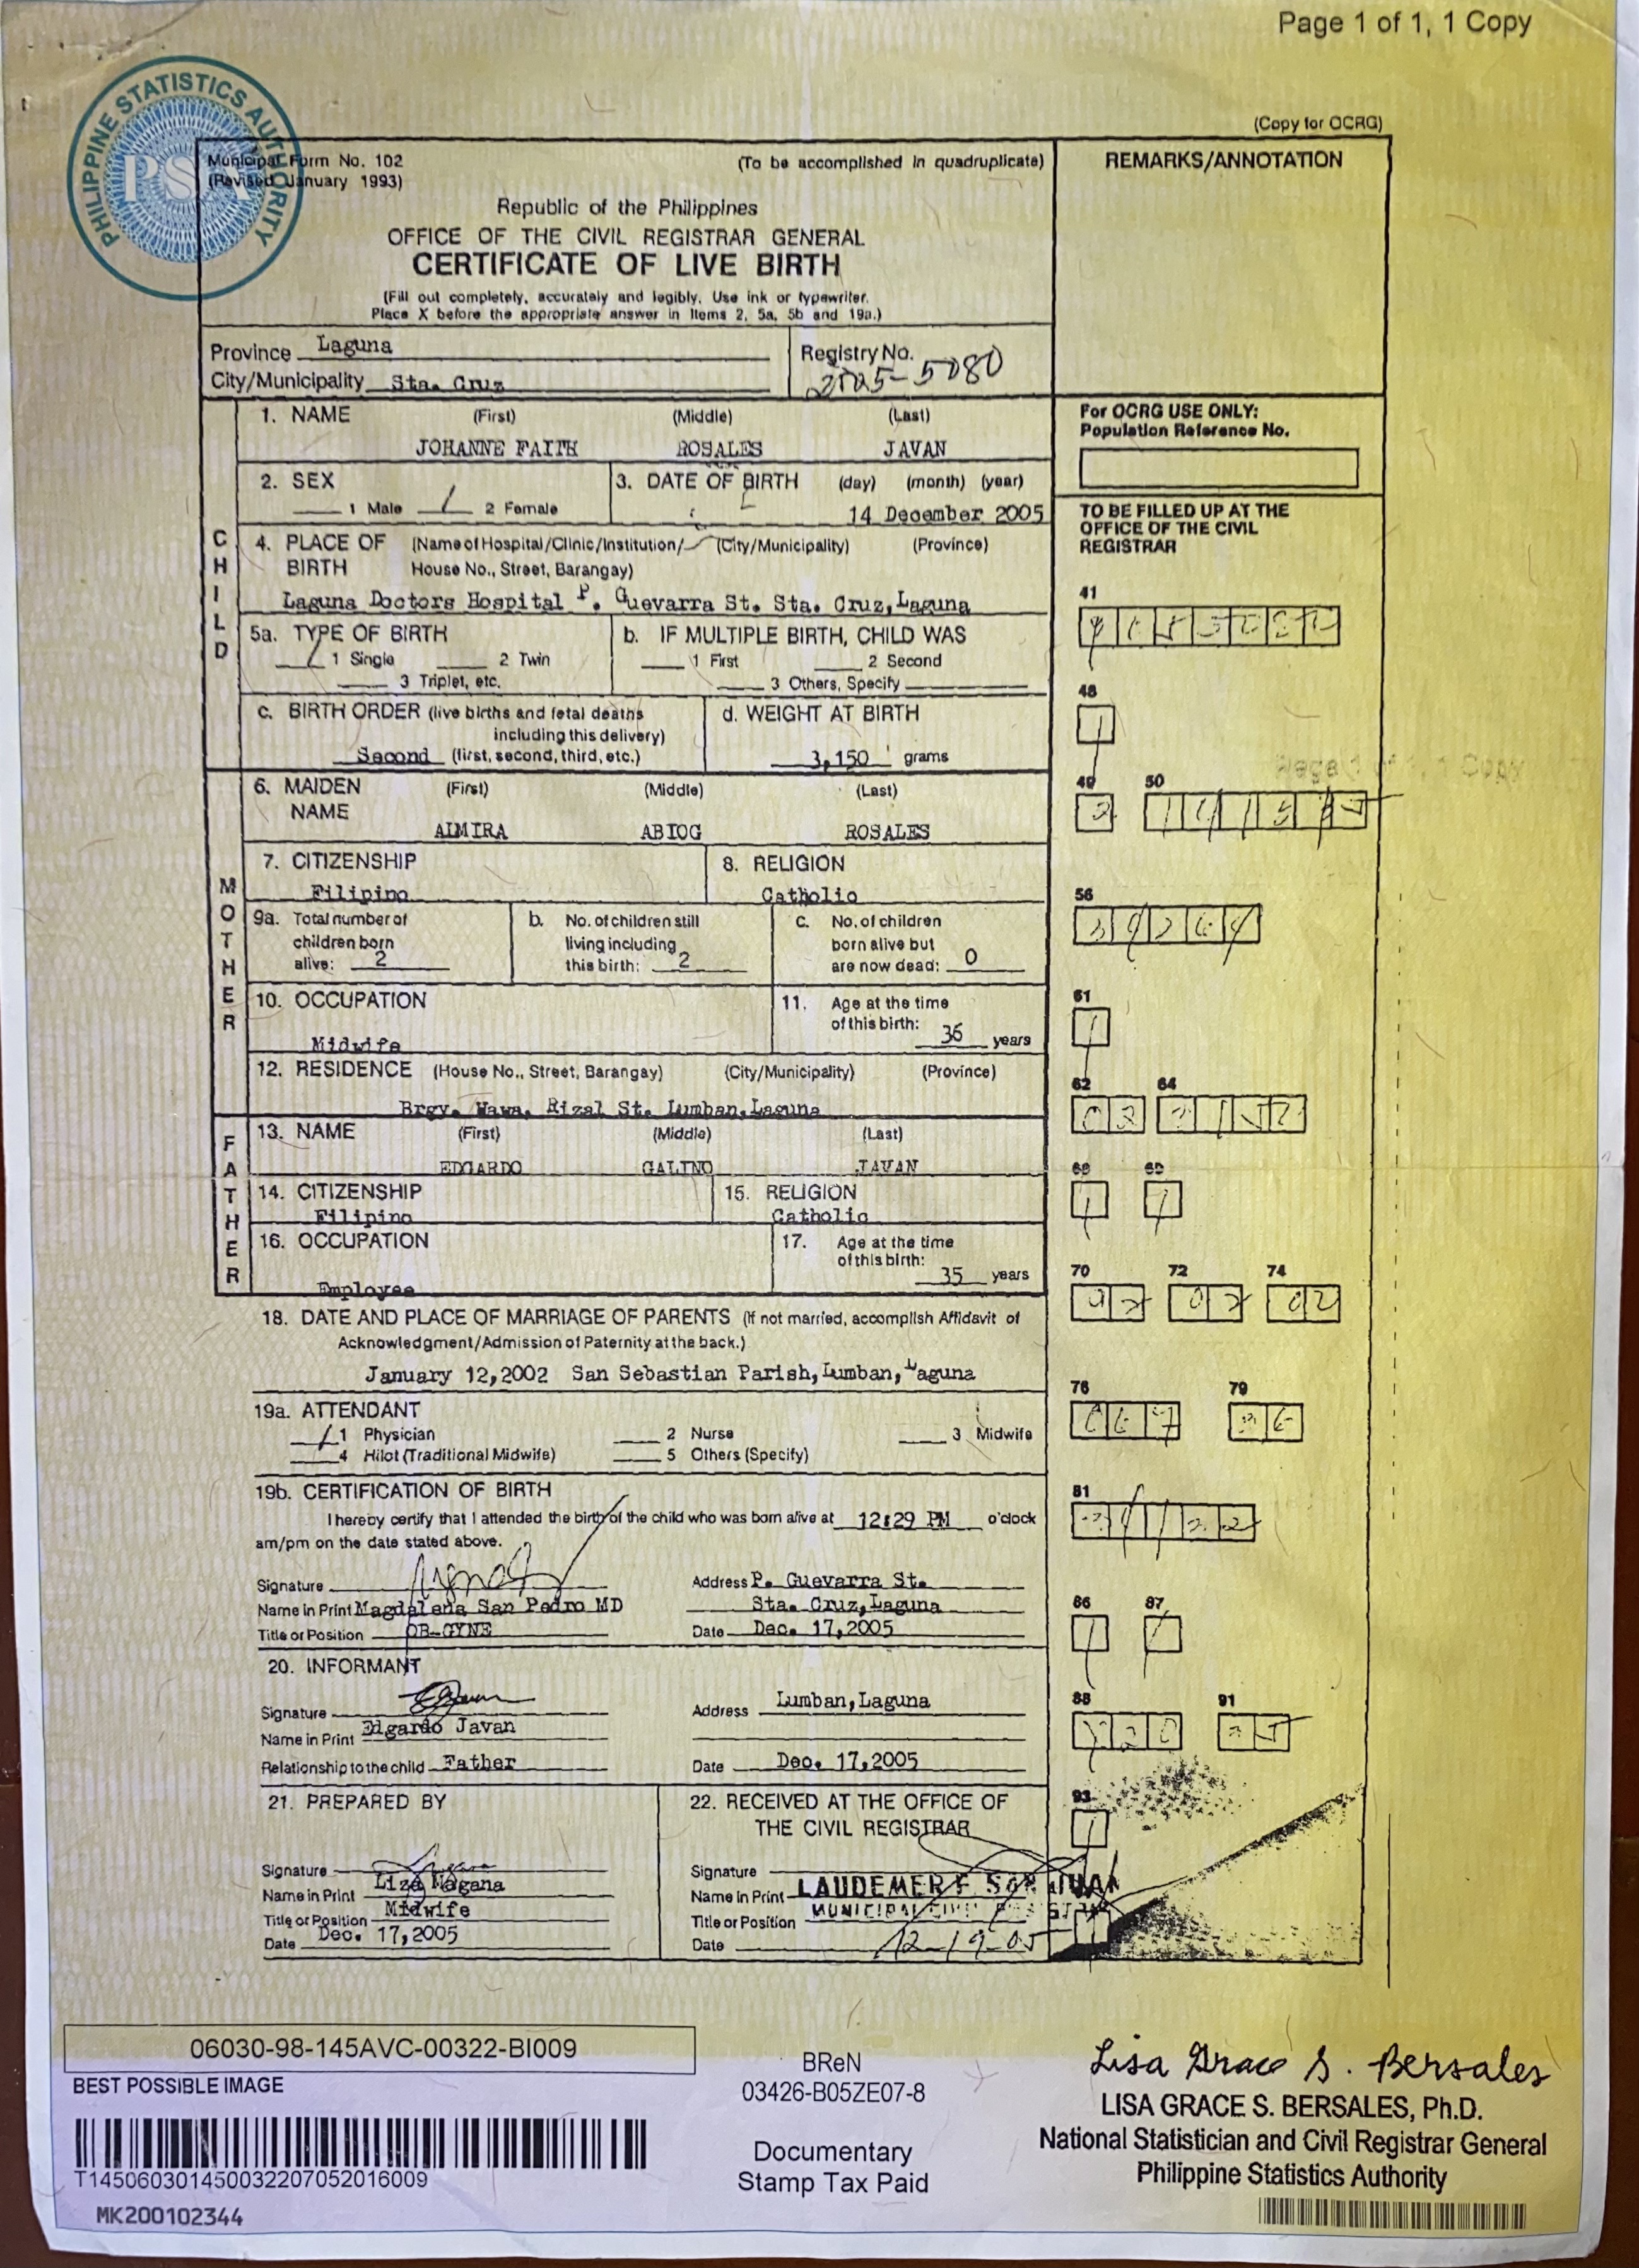 Page 1 of 1, 1 Copy
PHILIPPINE STATISTICS AUTHORITY
PSA
(Copy for OCRG)
Municipal Form No. 102
(Revised January 1993)
(To be accomplished in quadruplicate)
REMARKS/ANNOTATION
Republic of the Philippines
OFFICE OF THE CIVIL REGISTRAR GENERAL
CERTIFICATE OF LIVE BIRTH
(Fill out completely, accurately and legibly. Use ink or typewriter.
Place X before the appropriate answer in Items 2, 5a, 5b and 19a.)
Province Laguna
City/Municipality Sta. Cruz
Registry No.
2005-5080
CHILD
1. NAME (First) (Middle) (Last)
JOHANNE FAITH ROSALES JAVAN
For OCRG USE ONLY:
Population Reference No.
2. SEX
1 Male / 2 Female
3. DATE OF BIRTH (day) (month) (year)
14 December 2005
TO BE FILLED UP AT THE
OFFICE OF THE CIVIL
REGISTRAR
4. PLACE OF BIRTH (Name of Hospital/Clinic/Institution/ (City/Municipality) (Province)
House No., Street, Barangay)
Laguna Doctors Hospital P. Guevarra St. Sta. Cruz, Laguna
41
5a. TYPE OF BIRTH
/ 1 Single 2 Twin
3 Triplet, etc.
b. IF MULTIPLE BIRTH, CHILD WAS
1 First 2 Second
3 Others, Specify
48
c. BIRTH ORDER (live births and fetal deaths
including this delivery)
Second (first, second, third, etc.)
d. WEIGHT AT BIRTH
3,150 grams
49 50
MOTHER
6. MAIDEN NAME (First) (Middle) (Last)
ALMIRA ABIOG ROSALES
7. CITIZENSHIP
Filipino
8. RELIGION
Catholic
56
9a. Total number of
children born
alive: 2
b. No. of children still
living including
this birth: 2
c. No. of children
born alive but
are now dead: 0
10. OCCUPATION
Midwife
11. Age at the time
of this birth: 36 years
61
12. RESIDENCE (House No., Street, Barangay) (City/Municipality) (Province)
Brgy. Wawa, Rizal St. Lumban, Laguna
62 64
FATHER
13. NAME (First) (Middle) (Last)
EDGARDO GALINO JAVAN
68 69
14. CITIZENSHIP
Filipino
15. RELIGION
Catholic
16. OCCUPATION
Employee
17. Age at the time
of this birth:
35 years
70 72 74
18. DATE AND PLACE OF MARRIAGE OF PARENTS (If not married, accomplish Affidavit of
Acknowledgment/Admission of Paternity at the back.)
January 12,2002 San Sebastian Parish, Lumban, Laguna
76 79
19a. ATTENDANT
/ 1 Physician 2 Nurse 3 Midwife
4 Hilot (Traditional Midwife) 5 Others (Specify)
19b. CERTIFICATION OF BIRTH
I hereby certify that I attended the birth of the child who was born alive at 12:29 PM o'clock
am/pm on the date stated above.
81
Signature
Name in Print Magdalena San Pedro MD
Title or Position OB-GYNE
Address P. Guevarra St.
Sta. Cruz, Laguna
Date Dec. 17,2005
86 87
20. INFORMANT
Signature
Name in Print Edgardo Javan
Relationship to the child Father
Address Lumban, Laguna
Date Dec. 17,2005
88 91
21. PREPARED BY
Signature
Name in Print Liza Magana
Title or Position Midwife
Date Dec. 17,2005
22. RECEIVED AT THE OFFICE OF
THE CIVIL REGISTRAR
Signature
Name in Print LAUDEMER F. SAN JUAN
Title or Position MUNICIPAL CIVIL REGISTRAR
Date 12-19-05
93
06030-98-145AVC-00322-BI009
BEST POSSIBLE IMAGE
T145060301450032207052016009
MK200102344
BReN
03426-B05ZE07-8
Documentary
Stamp Tax Paid
Lisa Grace S. Bersales
LISA GRACE S. BERSALES, Ph.D.
National Statistician and Civil Registrar General
Philippine Statistics Authority